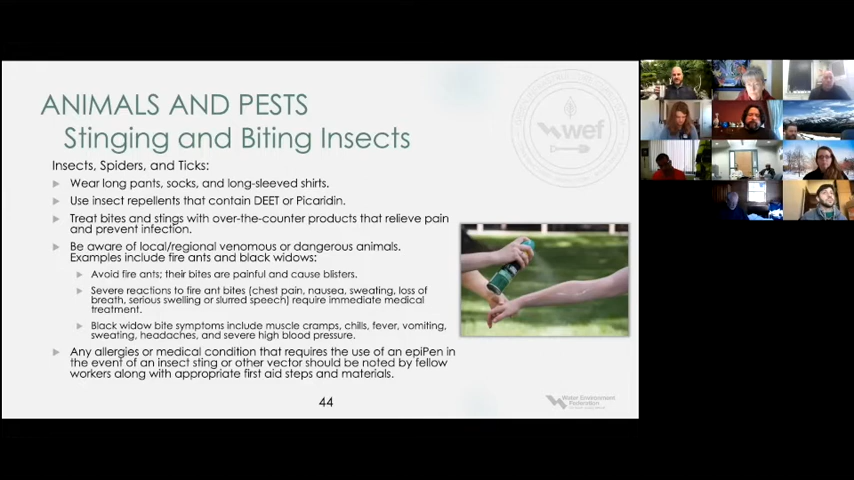 ANIMALS AND PESTS
Stinging and Biting Insects
wef
Insects, Spiders, and Ticks:
Wear long pants, socks, and long-sleeved shirts.
Use insect repellents that contain DEET or Picaridin.
Treat bites and stings with over-the-counter products that relieve pain
and prevent infection.
Be aware of local/regional venomous or dangerous animals.
Examples include fire ants and black widows:
Avoid fire ants; their bites are painful and cause blisters.
Severe reactions to fire ant bites (chest pain, nausea, sweating, loss of
breath, serious swelling or slurred speech) require immediate medical
treatment.
Black widow bite symptoms include muscle cramps, chills, fever, vomiting,
sweating, headaches, and severe high blood pressure.
Any allergies or medical condition that requires the use of an epiPen in
the event of an insect sting or other vector should be noted by fellow
workers along with appropriate first aid steps and materials.
44
Water Environment
Federation